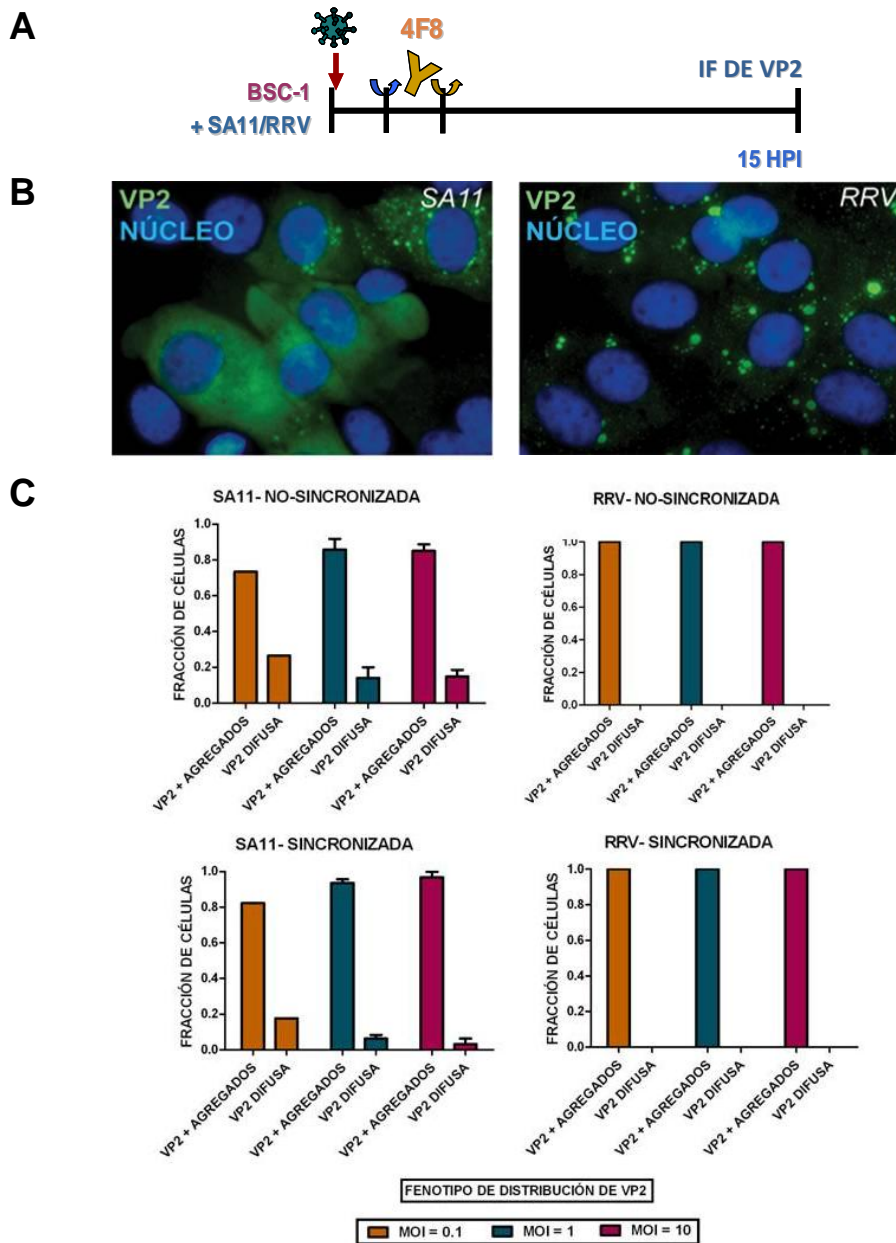 A
4F8
IF DE VP2
BSC-1
+ SA11/RRV
15 HPI
B
VP2
NÚCLEO
SA11
VP2
NÚCLEO
RRV
C
SA11- NO-SINCRONIZADA
FRACCIÓN DE CÉLULAS
1.0
0.8
0.6
0.4
0.2
0.0
VP2 + AGREGADOS
VP2 DIFUSA
VP2 + AGREGADOS
VP2 DIFUSA
VP2 + AGREGADOS
VP2 DIFUSA
RRV- NO-SINCRONIZADA
FRACCIÓN DE CÉLULAS
1.0
0.8
0.6
0.4
0.2
0.0
VP2 + AGREGADOS
VP2 DIFUSA
VP2 + AGREGADOS
VP2 DIFUSA
VP2 + AGREGADOS
VP2 DIFUSA
SA11- SINCRONIZADA
FRACCIÓN DE CÉLULAS
1.0
0.8
0.6
0.4
0.2
0.0
VP2 + AGREGADOS
VP2 DIFUSA
VP2 + AGREGADOS
VP2 DIFUSA
VP2 + AGREGADOS
VP2 DIFUSA
RRV- SINCRONIZADA
FRACCIÓN DE CÉLULAS
1.0
0.8
0.6
0.4
0.2
0.0
VP2 + AGREGADOS
VP2 DIFUSA
VP2 + AGREGADOS
VP2 DIFUSA
VP2 + AGREGADOS
VP2 DIFUSA
FENOTIPO DE DISTRIBUCIÓN DE VP2
MOI = 0.1 MOI = 1 MOI = 10